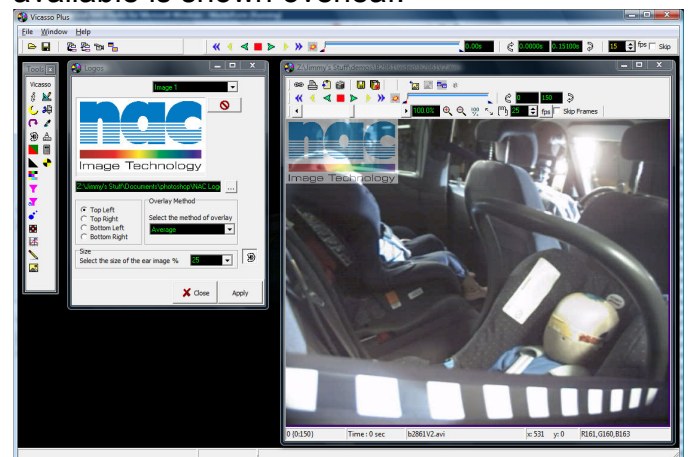 available is shown overleaf.
Vicasso Plus
File Window Help
0.00s 0.0000s 0.15100s 15 fps Skip
Tools
Vicasso
Logos
Image 1
nac
Image Technology
Z:\Jimmy's Stuff\Documents\photoshop\NAC Logo
...
Top Left
Top Right
Bottom Left
Bottom Right
Overlay Method
Select the method of overlay
Average
Size
Select the size of the ear image %
25
Close Apply
0 150
100.0% 25 fps Skip Frames
nac
Image Technology
0 (0:150) Time : 0 sec b2861V2.avi x: 531 y: 0 R161,G160,B163